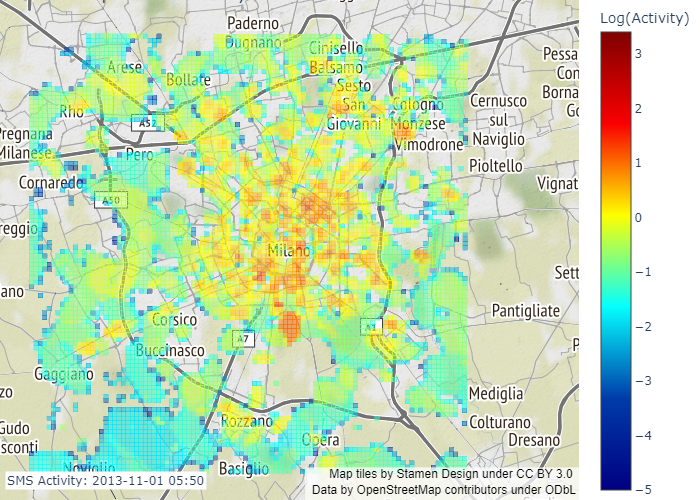 Paderno
Dugnano
Cinisello
Balsamo
Arese
Bollate
Sesto
San
Giovanni
Cologno
Monzese
Cernusco
sul
Naviglio
Pessa
Con
Borna
Go
Rho
A52
Pregnana
Milanese
Pero
Vimodrone
Pioltello
Cornaredo
A50
Vignat
reggio
Milano
Sett
ano
Pantigliate
Corsico
A1
A7
Buccinasco
P
Gaggiano
zo
Mediglia
Rozzano
Colturano
Gudo
sconti
Opera
Dresano
Noviglio
Basiglio
SMS Activity: 2013-11-01 05:50
Map tiles by Stamen Design under CC BY 3.0
Data by OpenStreetMap contributors under ODbL
Log(Activity)
3
2
1
0
−1
−2
−3
−4
−5